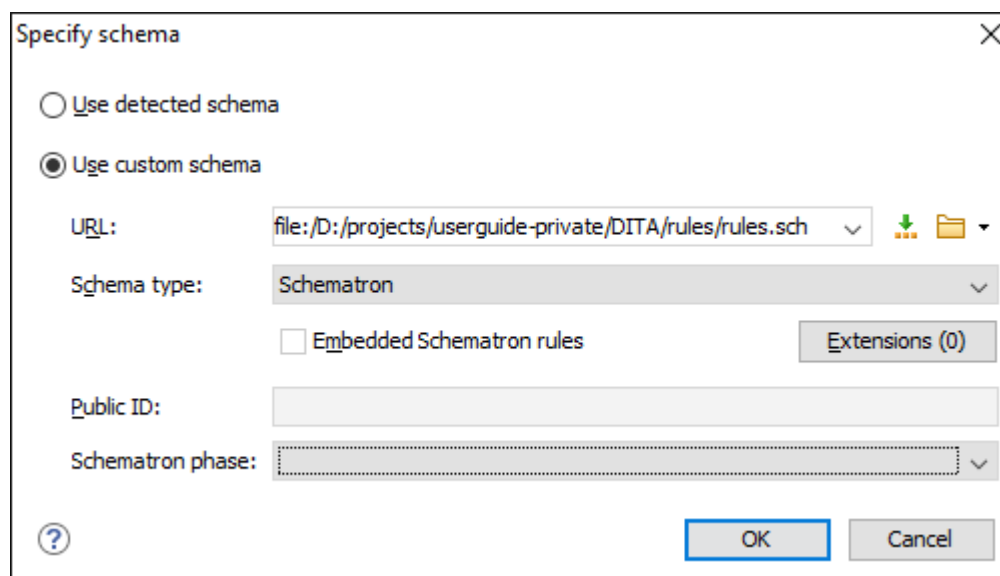 Specify schema
Use detected schema
Use custom schema
URL: file:/D:/projects/userguide-private/DITA/rules/rules.sch
Schema type: Schematron
Embedded Schematron rules Extensions (0)
Public ID:
Schematron phase:
? OK Cancel